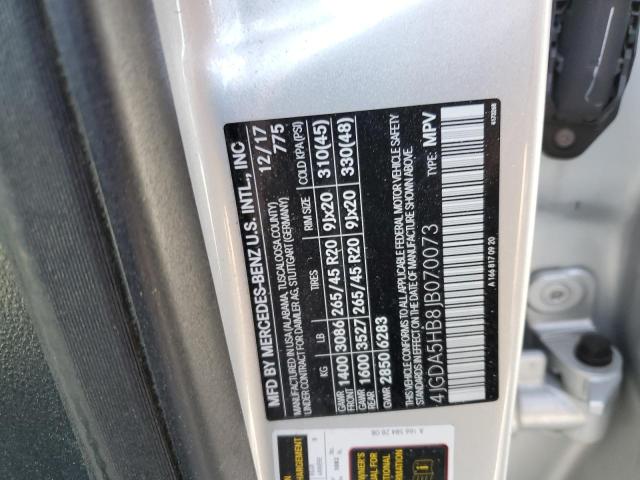 MFD BY MERCEDES-BENZ U.S. INTL., INC
MANUFACTURED IN USA (ALABAMA, TUSCALOOSA COUNTY)
UNDER CONTRACT FOR DAIMLER AG, STUTTGART (GERMANY)
12/17
775
KG LB TIRES RIM SIZE COLD KPA(PSI)
GAWR FRONT 1400 3086 265/45 R20 9Jx20 310(45)
GAWR REAR 1600 3527 265/45 R20 9Jx20 330(48)
GVWR 2850 6283
THIS VEHICLE CONFORMS TO ALL APPLICABLE FEDERAL MOTOR VEHICLE SAFETY
STANDARDS IN EFFECT ON THE DATE OF MANUFACTURE SHOWN ABOVE.
4JGDA5HB8JB070073 TYPE: MPV
A 166 817 09 20
A 166 584 28 08